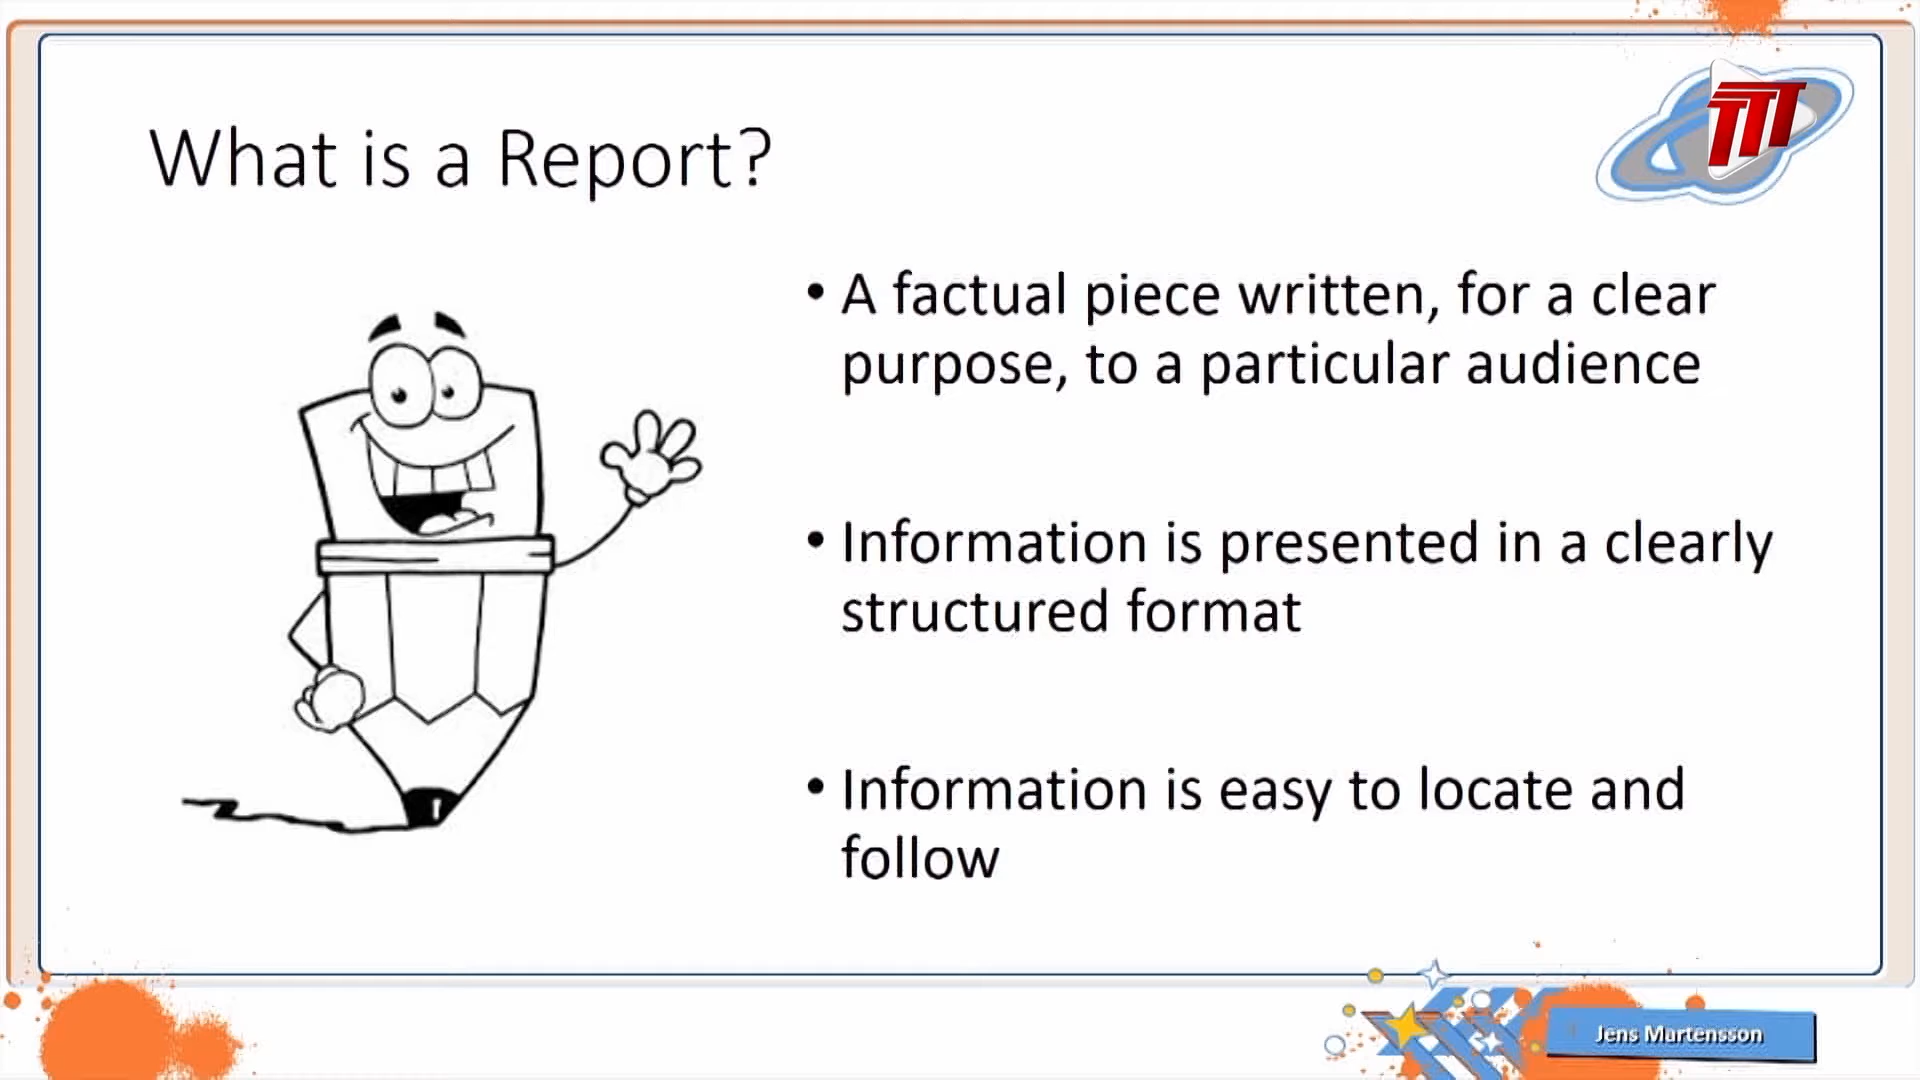 What is a Report?
TTT
• A factual piece written, for a clear
purpose, to a particular audience
• Information is presented in a clearly
structured format
• Information is easy to locate and
follow
Jens Martensson